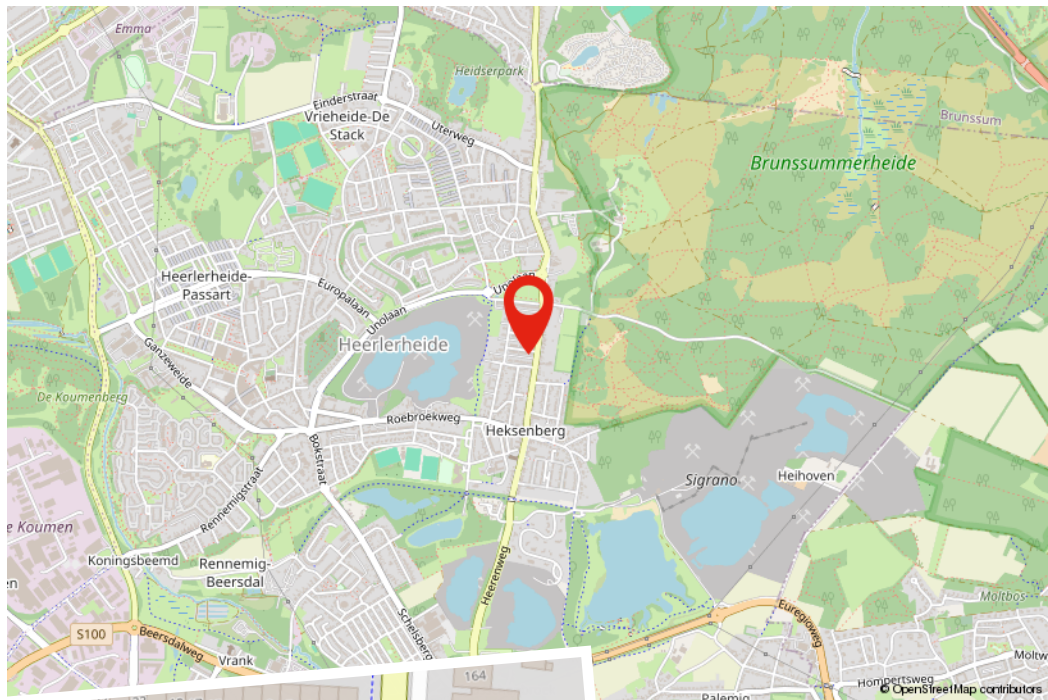 Emma
Heidserpark
Einderstraat
Vrieheide-De
Stack
Uterweg
Brunssum
Brunssummerheide
Heerlerheide-
Passart
Europalaan
Unolaan
Unolaan
Heerlerheide
Ganzeweide
De Koumenberg
Roebroekweg
Heksenberg
Bokstraat
Sigrano
Heihoven
Rennemigstraat
e Koumen
Koningsbeemd
Rennemig-
Beersdal
en
Heerenweg
Schelsberg
Euregioweg
Moltbos
S100
Beersdalweg
Vrank
Moltw
164
Hompertsweg
Palemig
© OpenStreetMap contributors